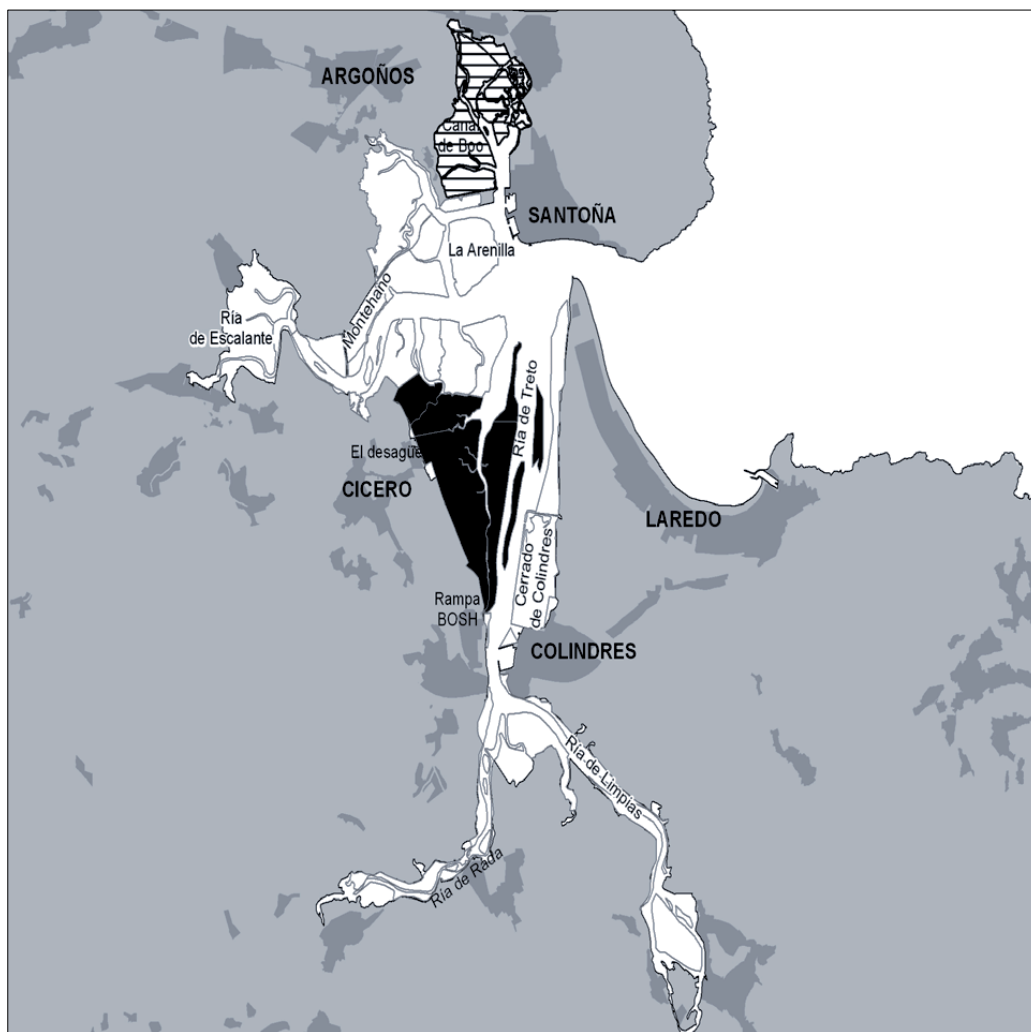 ARGOÑOS
Canal
de Boo
SANTOÑA
La Arenilla
Montehano
Ría
de Escalante
Ría de Treto
El desagüe
CICERO
LAREDO
Cerrado
de Colindres
Rampa
BOSH
COLINDRES
Ría de Limpias
Ría de Rada